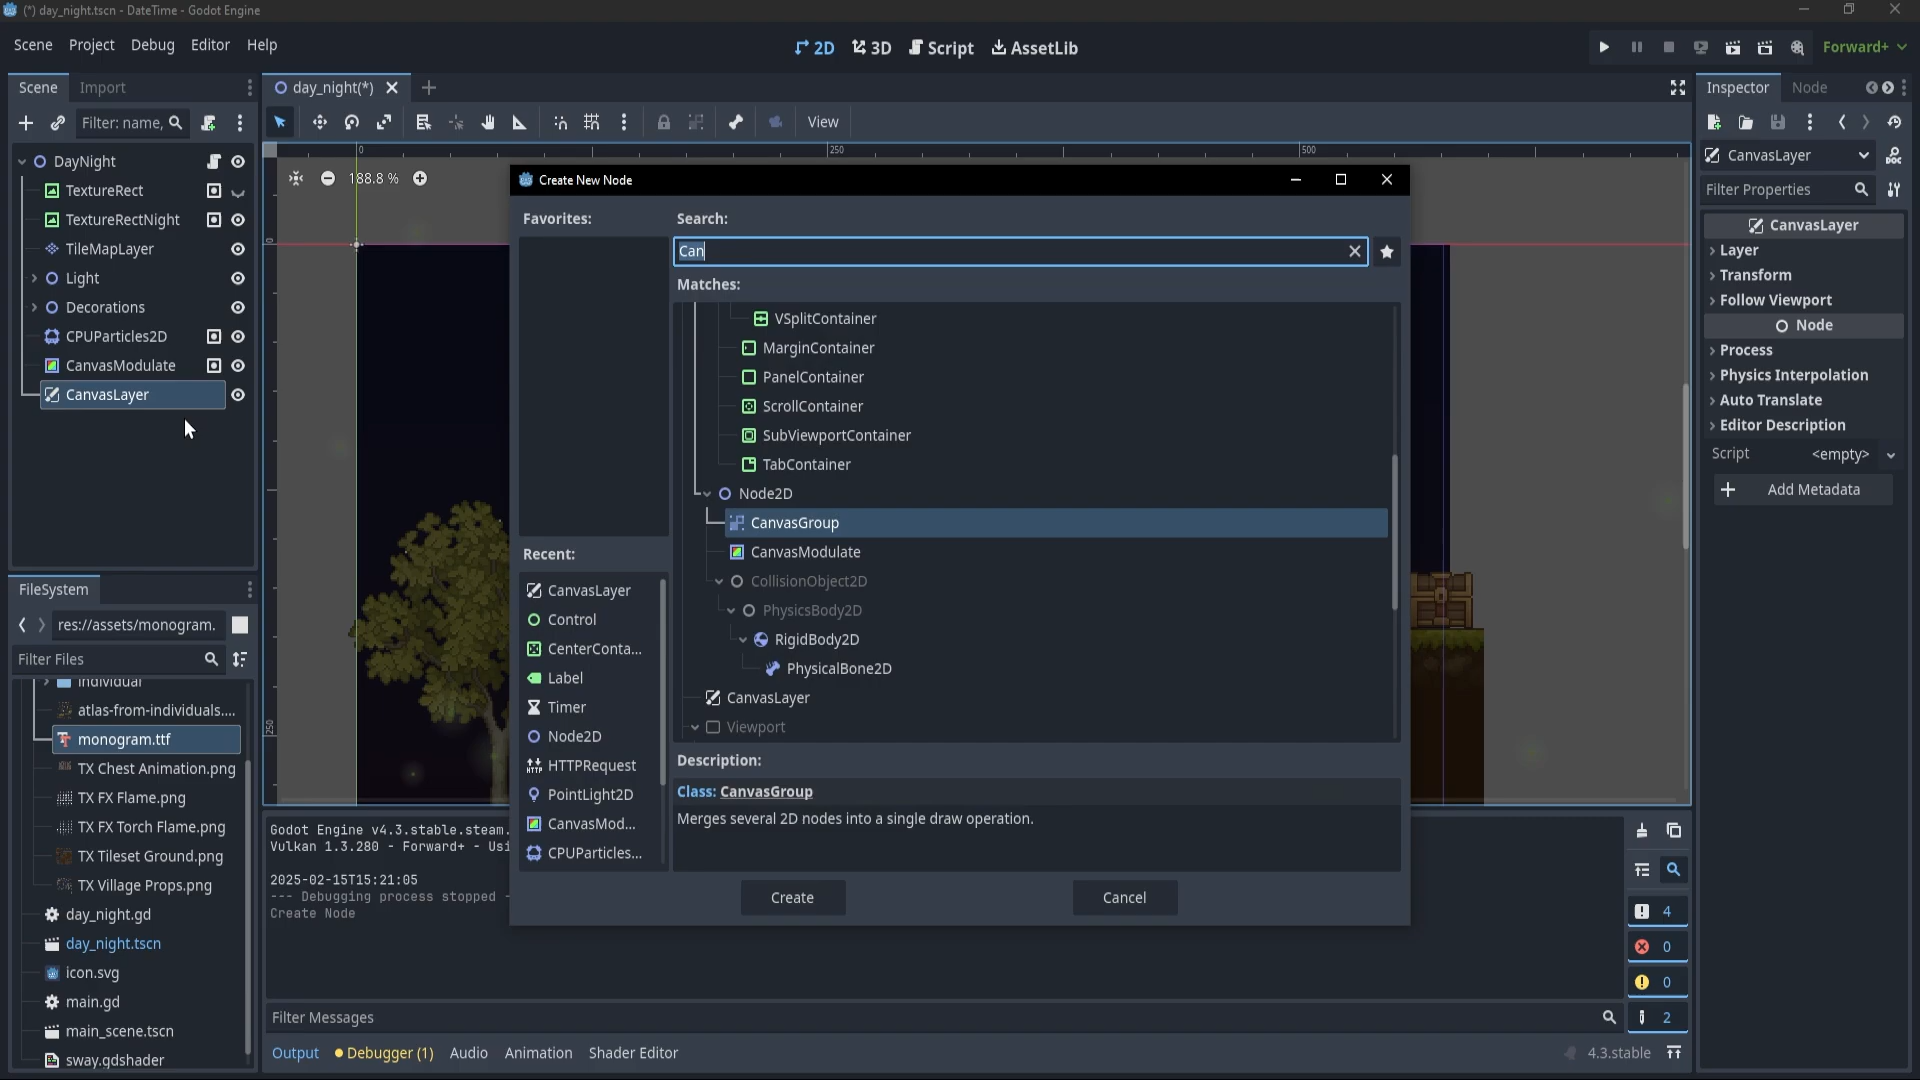 (*) day_night.tscn - DateTime - Godot Engine
Scene Project Debug Editor Help
2D 3D Script AssetLib
Forward+
Scene Import
day_night(*)
Inspector Node
Filter: name,
View
DayNight
TextureRect
TextureRectNight
TileMapLayer
Light
Decorations
CPUParticles2D
CanvasModulate
CanvasLayer
0 250 500
188.8 %
0
250
Create New Node
Favorites:
Search:
Can
Matches:
VSplitContainer
MarginContainer
PanelContainer
ScrollContainer
SubViewportContainer
TabContainer
Node2D
CanvasGroup
CanvasModulate
CollisionObject2D
PhysicsBody2D
RigidBody2D
PhysicalBone2D
CanvasLayer
Viewport
Recent:
CanvasLayer
Control
CenterConta...
Label
Timer
Node2D
HTTPRequest
PointLight2D
CanvasMod...
CPUParticles...
Description:
Class: CanvasGroup
Merges several 2D nodes into a single draw operation.
Create Cancel
CanvasLayer
Filter Properties
CanvasLayer
Layer
Transform
Follow Viewport
Node
Process
Physics Interpolation
Auto Translate
Editor Description
Script <empty>
Add Metadata
FileSystem
res://assets/monogram.
Filter Files
individual
atlas-from-individuals....
monogram.ttf
TX Chest Animation.png
TX FX Flame.png
TX FX Torch Flame.png
TX Tileset Ground.png
TX Village Props.png
day_night.gd
day_night.tscn
icon.svg
main.gd
main_scene.tscn
sway.gdshader
Godot Engine v4.3.stable.steam.
Vulkan 1.3.280 - Forward+ - Usi
2025-02-15T15:21:05
--- Debugging process stopped -
Create Node
4
0
0
2
Filter Messages
Output Debugger (1) Audio Animation Shader Editor
4.3.stable